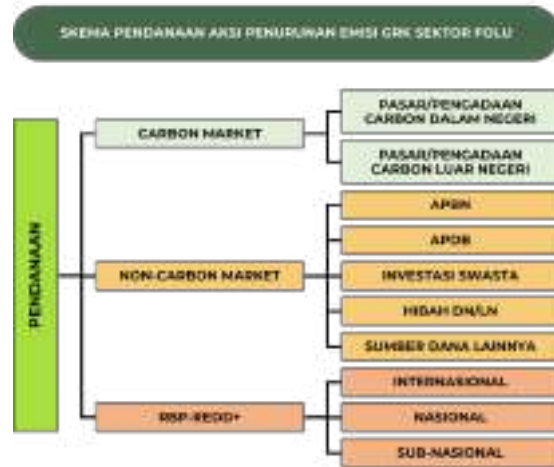 SKEMA PENDANAAN AKSI PENURUNAN EMISI GRK SEKTOR FOLU
PENDANAAN
CARBON MARKET
PASAR/PENGADAAN
CARBON DALAM NEGERI
PASAR/PENGADAAN
CARBON LUAR NEGERI
NON-CARBON MARKET
APBN
APDB
INVESTASI SWASTA
HIBAH DN/LN
SUMBER DANA LAINNYA
RBP-REDD+
INTERNASIONAL
NASIONAL
SUB-NASIONAL